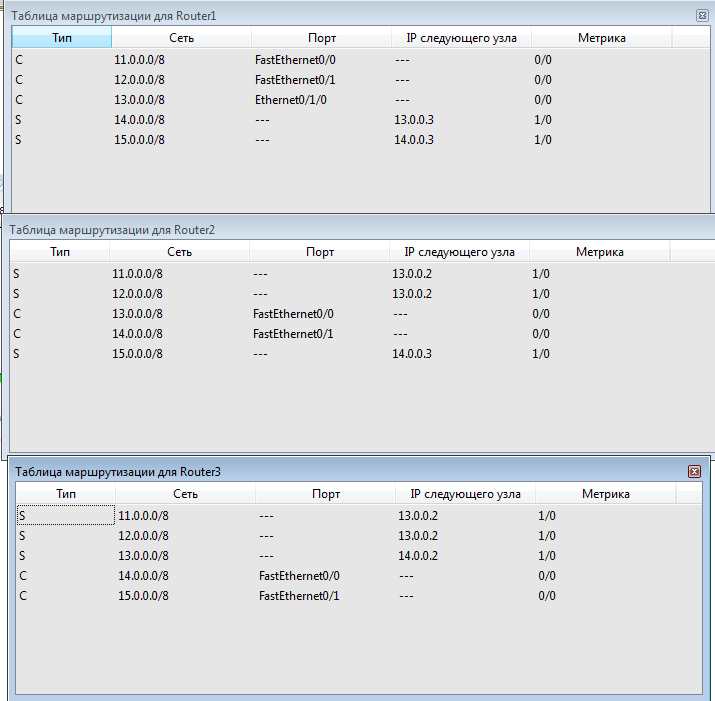 Таблица маршрутизации для Router1
Тип Сеть Порт IP следующего узла Метрика
C 11.0.0.0/8 FastEthernet0/0 --- 0/0
C 12.0.0.0/8 FastEthernet0/1 --- 0/0
C 13.0.0.0/8 Ethernet0/1/0 --- 0/0
S 14.0.0.0/8 --- 13.0.0.3 1/0
S 15.0.0.0/8 --- 14.0.0.3 1/0
Таблица маршрутизации для Router2
Тип Сеть Порт IP следующего узла Метрика
S 11.0.0.0/8 --- 13.0.0.2 1/0
S 12.0.0.0/8 --- 13.0.0.2 1/0
C 13.0.0.0/8 FastEthernet0/0 --- 0/0
C 14.0.0.0/8 FastEthernet0/1 --- 0/0
S 15.0.0.0/8 --- 14.0.0.3 1/0
Таблица маршрутизации для Router3
Тип Сеть Порт IP следующего узла Метрика
S 11.0.0.0/8 --- 13.0.0.2 1/0
S 12.0.0.0/8 --- 13.0.0.2 1/0
S 13.0.0.0/8 --- 14.0.0.2 1/0
C 14.0.0.0/8 FastEthernet0/0 --- 0/0
C 15.0.0.0/8 FastEthernet0/1 --- 0/0